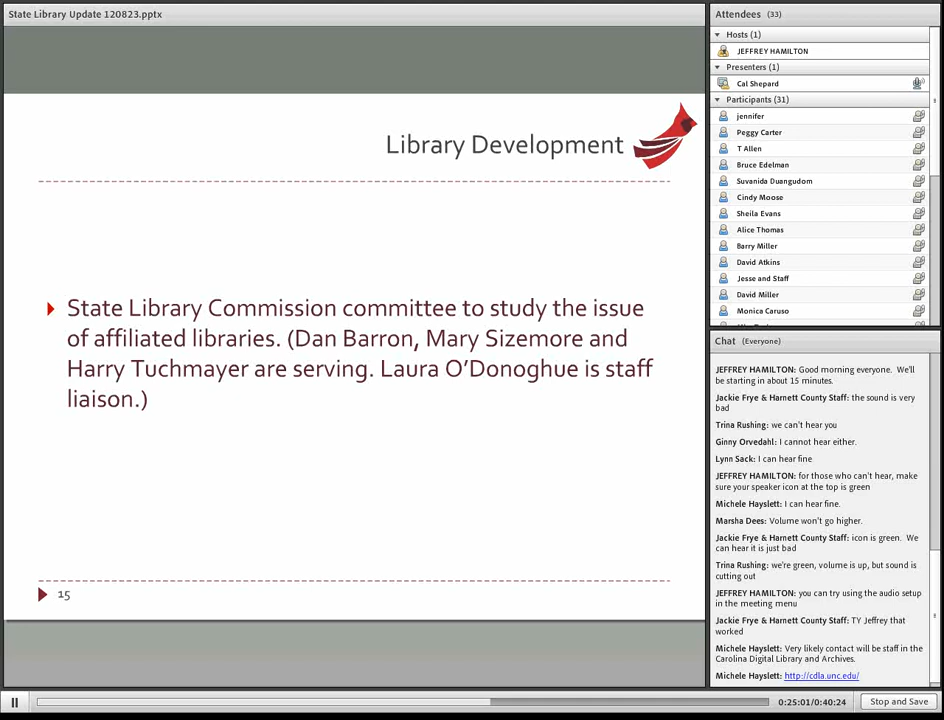 State Library Update 120823.pptx
Library Development
State Library Commission committee to study the issue
of affiliated libraries. (Dan Barron, Mary Sizemore and
Harry Tuchmayer are serving. Laura O’Donoghue is staff
liaison.)
15
Attendees (33)
Hosts (1)
JEFFREY HAMILTON
Presenters (1)
Cal Shepard
Participants (31)
jennifer
Peggy Carter
T Allen
Bruce Edelman
Suvanida Duangudom
Cindy Moose
Sheila Evans
Alice Thomas
Barry Miller
David Atkins
Jesse and Staff
David Miller
Monica Caruso
Chat (Everyone)
JEFFREY HAMILTON: Good morning everyone. We'll
be starting in about 15 minutes.
Jackie Frye & Harnett County Staff: the sound is very
bad
Trina Rushing: we can't hear you
Ginny Orvedahl: I cannot hear either.
Lynn Sack: I can hear fine
JEFFREY HAMILTON: for those who can't hear, make
sure your speaker icon at the top is green
Michele Hayslett: I can hear fine.
Marsha Dees: Volume won't go higher.
Jackie Frye & Harnett County Staff: icon is green. We
can hear it is just bad
Trina Rushing: we're green, volume is up, but sound is
cutting out
JEFFREY HAMILTON: you can try using the audio setup
in the meeting menu
Jackie Frye & Harnett County Staff: TY Jeffrey that
worked
Michele Hayslett: Very likely contact will be staff in the
Carolina Digital Library and Archives.
Michele Hayslett: http://cdla.unc.edu/
0:25:01/0:40:24
Stop and Save